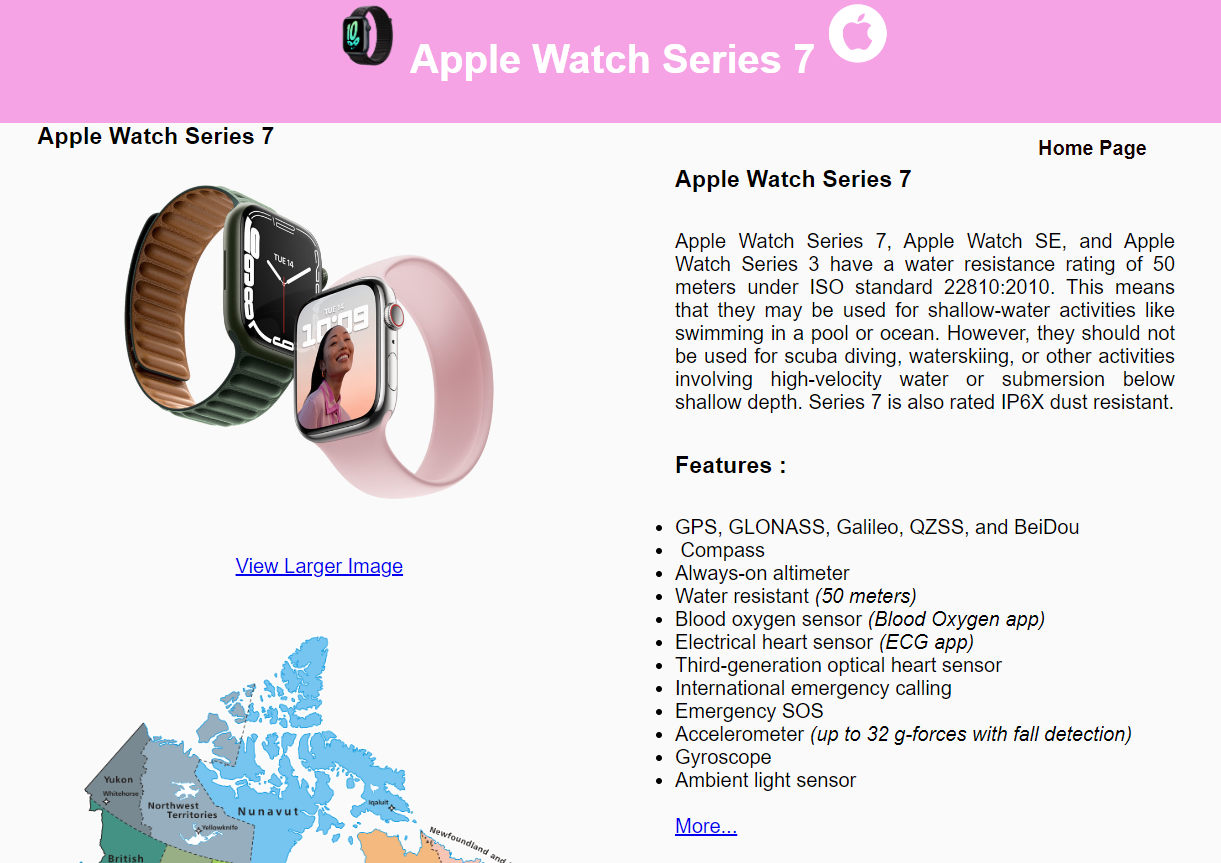 Apple Watch Series 7
Apple Watch Series 7
Home Page
TUE 14
TUE 14
10:09
View Larger Image
Yukon
Whitehorse
Northwest
Territories
Yellowknife
Nunavut
Iqaluit
British
Newfoundland and
Apple Watch Series 7
Apple Watch Series 7, Apple Watch SE, and Apple
Watch Series 3 have a water resistance rating of 50
meters under ISO standard 22810:2010. This means
that they may be used for shallow-water activities like
swimming in a pool or ocean. However, they should not
be used for scuba diving, waterskiing, or other activities
involving high-velocity water or submersion below
shallow depth. Series 7 is also rated IP6X dust resistant.
Features :
• GPS, GLONASS, Galileo, QZSS, and BeiDou
• Compass
• Always-on altimeter
• Water resistant (50 meters)
• Blood oxygen sensor (Blood Oxygen app)
• Electrical heart sensor (ECG app)
• Third-generation optical heart sensor
• International emergency calling
• Emergency SOS
• Accelerometer (up to 32 g-forces with fall detection)
• Gyroscope
• Ambient light sensor
More...